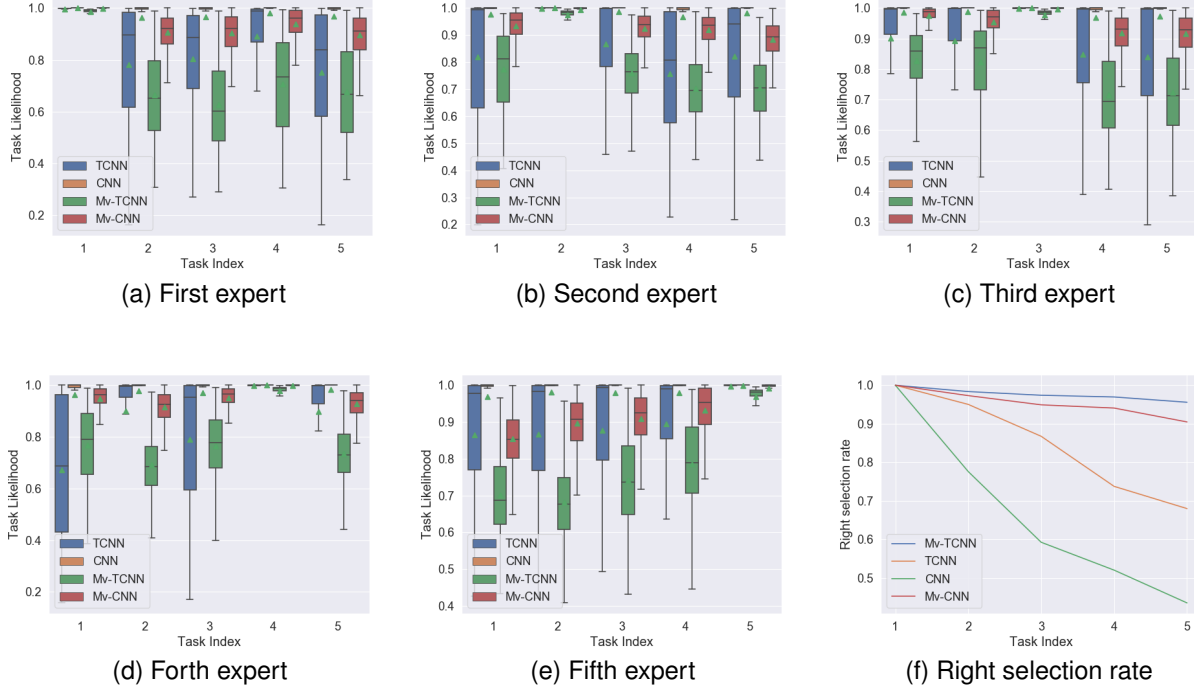 Task Likelihood
1.0
0.8
0.6
0.4
0.2
TCNN
CNN
Mv-TCNN
Mv-CNN
1 2 3 4 5
Task Index
(a) First expert
Task Likelihood
1.0
0.9
0.8
0.7
0.6
0.5
0.4
0.3
0.2
TCNN
CNN
Mv-TCNN
Mv-CNN
1 2 3 4 5
Task Index
(b) Second expert
Task Likelihood
1.0
0.9
0.8
0.7
0.6
0.5
0.4
0.3
TCNN
CNN
Mv-TCNN
Mv-CNN
1 2 3 4 5
Task Index
(c) Third expert
Task Likelihood
1.0
0.8
0.6
0.4
0.2
TCNN
CNN
Mv-TCNN
Mv-CNN
1 2 3 4 5
Task Index
(d) Forth expert
Task Likelihood
1.0
0.9
0.8
0.7
0.6
0.5
0.4
TCNN
CNN
Mv-TCNN
Mv-CNN
1 2 3 4 5
Task Index
(e) Fifth expert
Right selection rate
1.0
0.9
0.8
0.7
0.6
0.5
Mv-TCNN
TCNN
CNN
Mv-CNN
1 2 3 4 5
Task Index
(f) Right selection rate